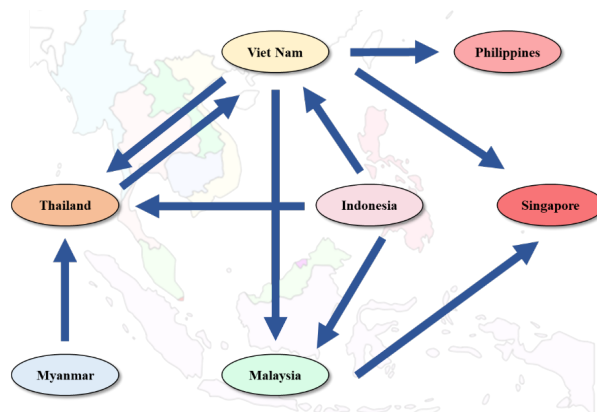 Viet Nam
Philippines
Thailand
Indonesia
Singapore
Myanmar
Malaysia